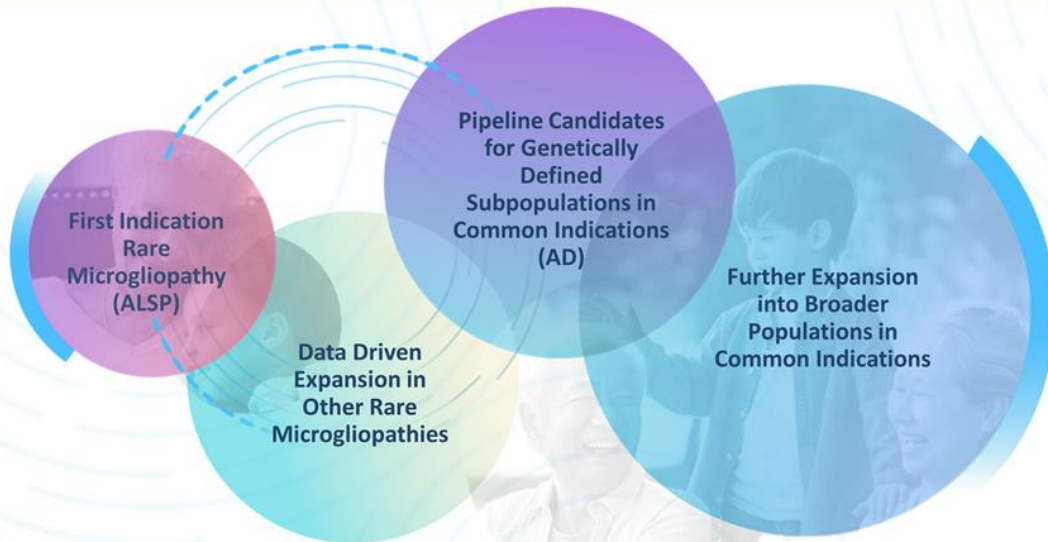 First Indication
Rare
Microgliopathy
(ALSP)
Data Driven
Expansion in
Other Rare
Microgliopathies
Pipeline Candidates
for Genetically
Defined
Subpopulations in
Common Indications
(AD)
Further Expansion
into Broader
Populations in
Common Indications